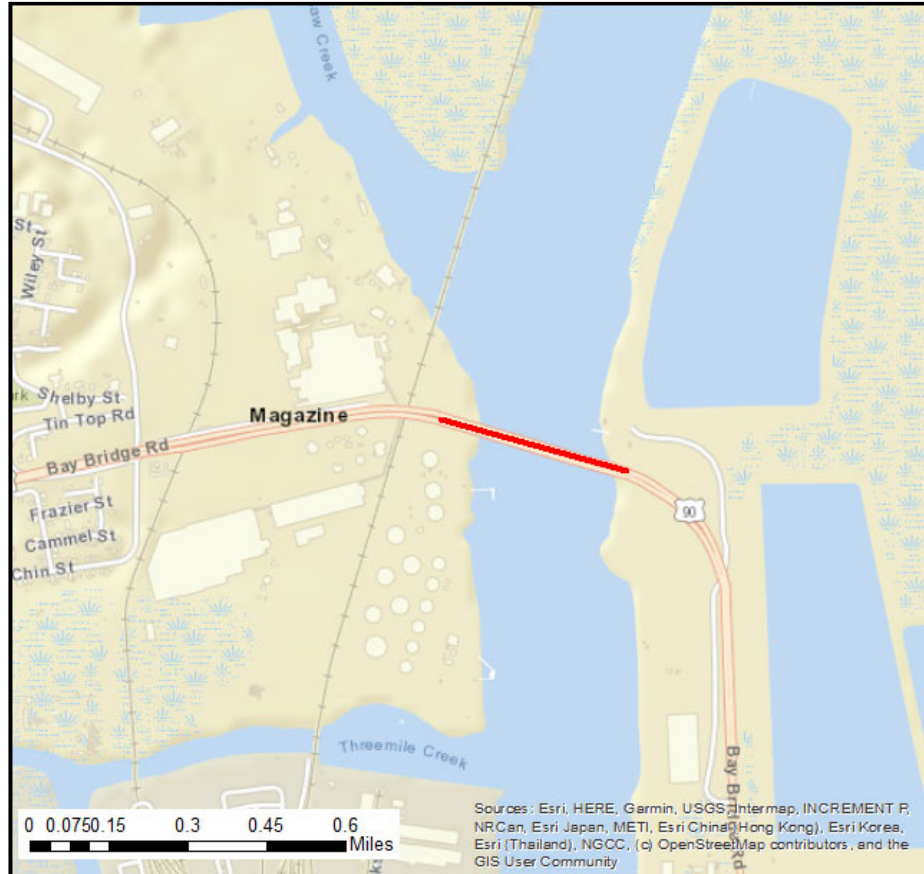 aw Creek
St
Wiley St
Shelby St
ark
Tin Top Rd
Magazine
Bay Bridge Rd
90
Frazier St
Cammel St
Chin St
Threemile Creek
Bay Bridge Rd
ks
0 0.0750.15 0.3 0.45 0.6
Miles
Sources: Esri, HERE, Garmin, USGS, Intermap, INCREMENT P,
NRCan, Esri Japan, METI, Esri China (Hong Kong), Esri Korea,
Esri (Thailand), NGCC, (c) OpenStreetMap contributors, and the
GIS User Community